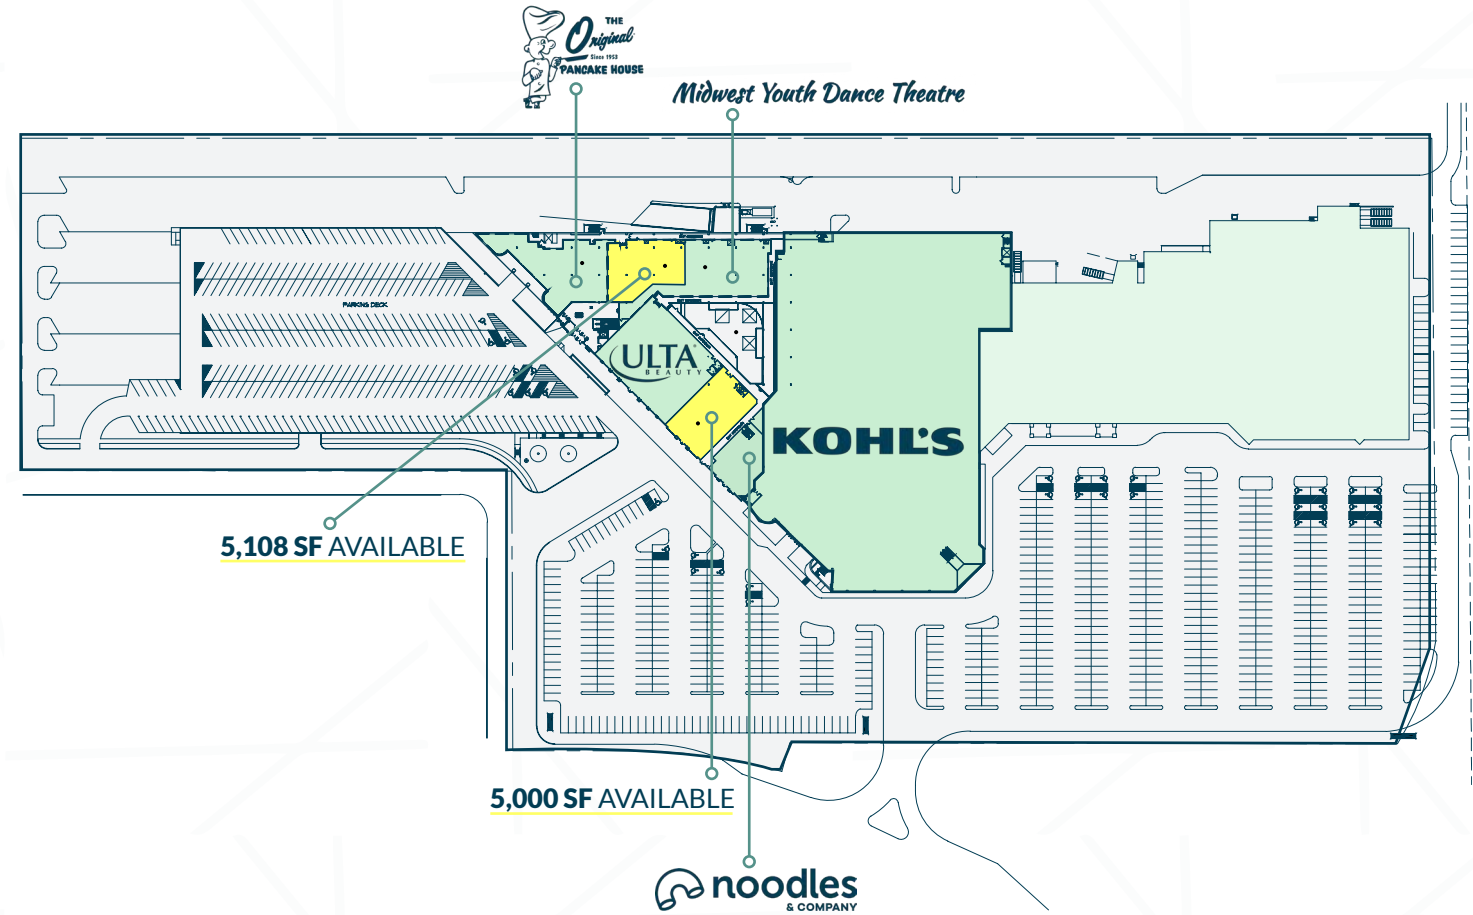 THE
Original
Since 1953
PANCAKE HOUSE
Midwest Youth Dance Theatre
PARKING DECK
ULTA
BEAUTY
KOHL'S
5,108 SF AVAILABLE
5,000 SF AVAILABLE
noodles
& COMPANY